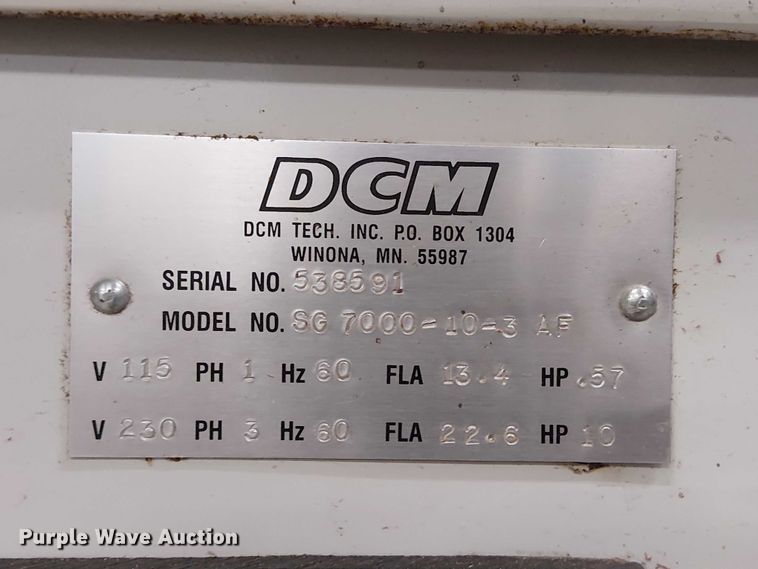 DCM
DCM TECH. INC. P.O. BOX 1304
WINONA, MN. 55987
SERIAL NO. 538591
MODEL NO. SG 7000-10-3 AF
V 115 PH 1 Hz 60 FLA 13.4 HP .57
V 230 PH 3 Hz 60 FLA 22.6 HP 10
Purple Wave Auction